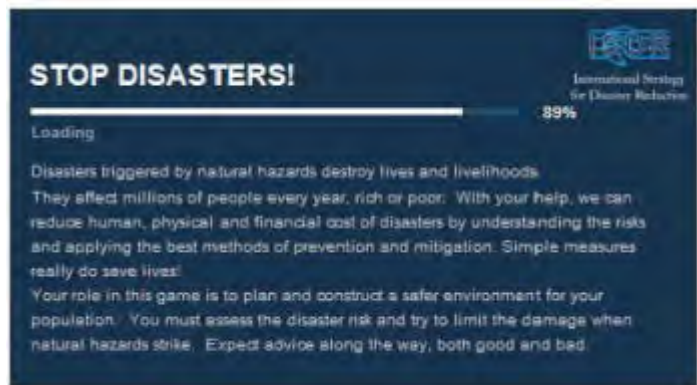 STOP DISASTERS!
International Strategy
for Disaster Reduction
89%
Loading
Disasters triggered by natural hazards destroy lives and livelihoods.
They affect millions of people every year, rich or poor. With your help, we can
reduce human, physical and financial cost of disasters by understanding the risks
and applying the best methods of prevention and mitigation. Simple measures
really do save lives!
Your role in this game is to plan and construct a safer environment for your
population. You must assess the disaster risk and try to limit the damage when
natural hazards strike. Expect advice along the way, both good and bad.